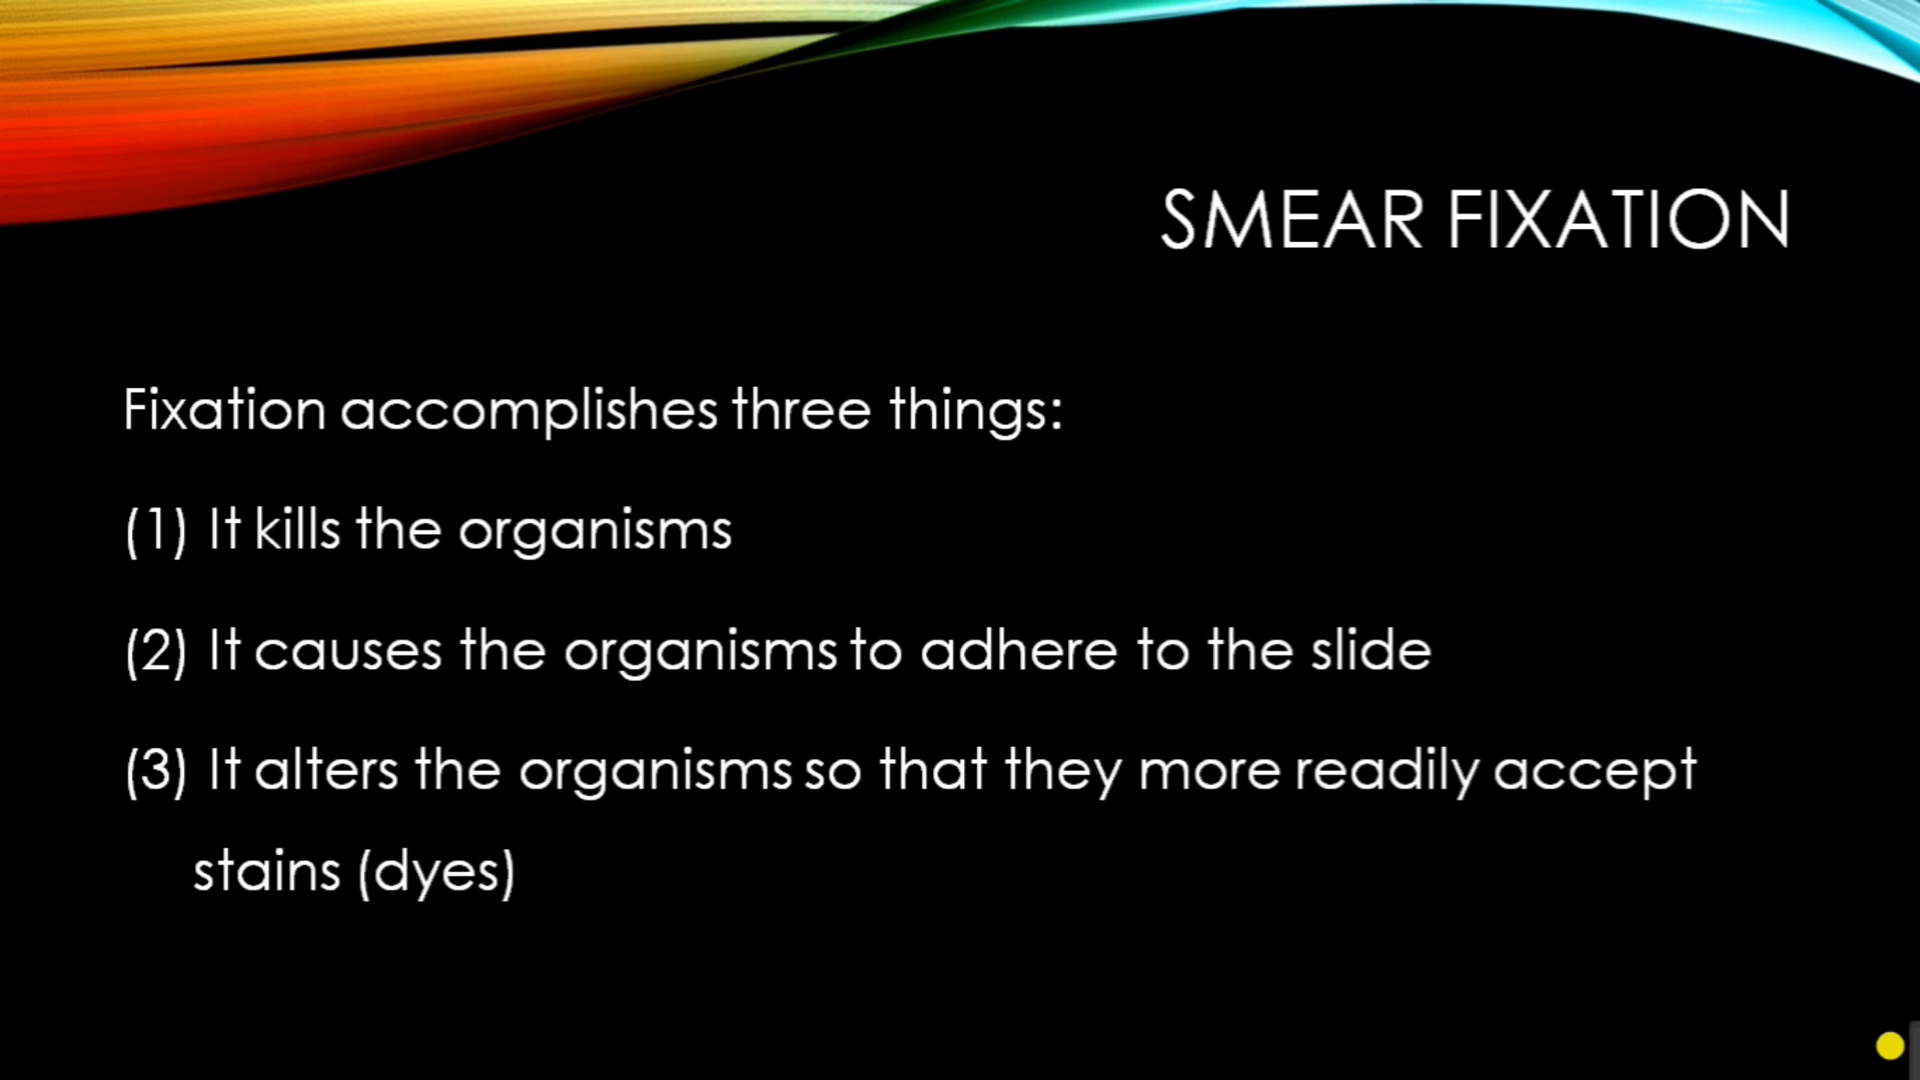 SMEAR FIXATION
Fixation accomplishes three things:
(1) It kills the organisms
(2) It causes the organisms to adhere to the slide
(3) It alters the organisms so that they more readily accept
stains (dyes)